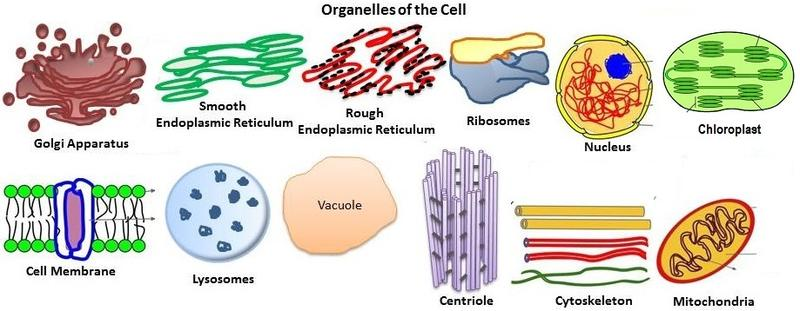 Organelles of the Cell
Golgi Apparatus
Smooth
Endoplasmic Reticulum
Rough
Endoplasmic Reticulum
Ribosomes
Nucleus
Chloroplast
Cell Membrane
Lysosomes
Vacuole
Centriole
Cytoskeleton
Mitochondria